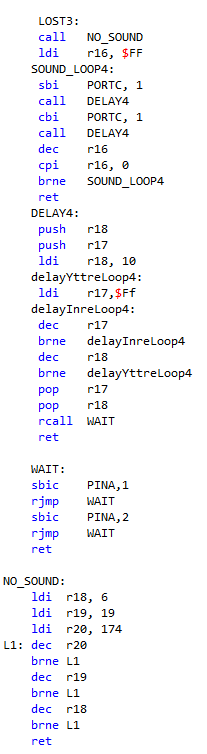 LOST3:
call NO_SOUND
ldi r16, $FF
SOUND_LOOP4:
sbi PORTC, 1
call DELAY4
cbi PORTC, 1
call DELAY4
dec r16
cpi r16, 0
brne SOUND_LOOP4
ret
DELAY4:
push r18
push r17
ldi r18, 10
delayYttreLoop4:
ldi r17,$Ff
delayInreLoop4:
dec r17
brne delayInreLoop4
dec r18
brne delayYttreLoop4
pop r17
pop r18
rcall WAIT
ret
WAIT:
sbic PINA,1
rjmp WAIT
sbic PINA,2
rjmp WAIT
ret
NO_SOUND:
ldi r18, 6
ldi r19, 19
ldi r20, 174
L1: dec r20
brne L1
dec r19
brne L1
dec r18
brne L1
ret